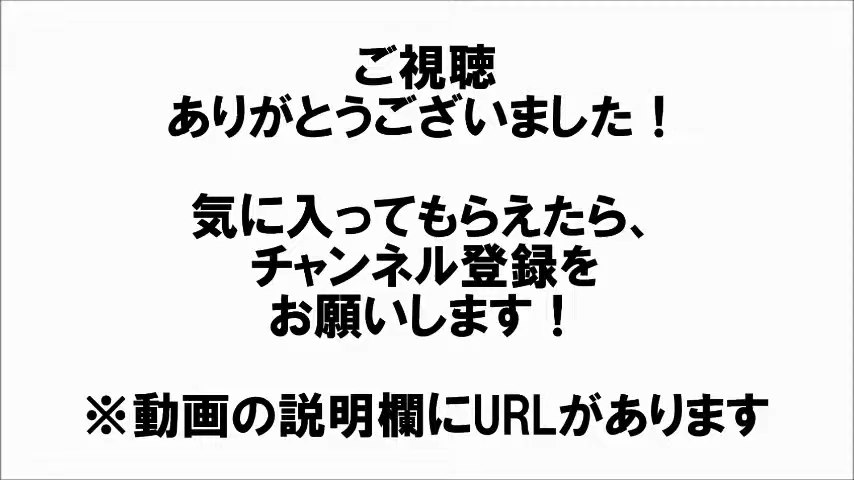 ご視聴
ありがとうございました！
気に入ってもらえたら、
チャンネル登録を
お願いします！
※動画の説明欄にURLがあります